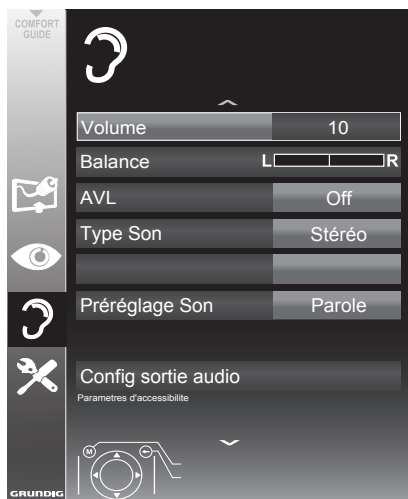 COMFORT
GUIDE
Volume 10
Balance L R
AVL Off
Type Son Stéréo
Préréglage Son Parole
Config sortie audio
Parametres d'accessibilite
M
GRUNDIG